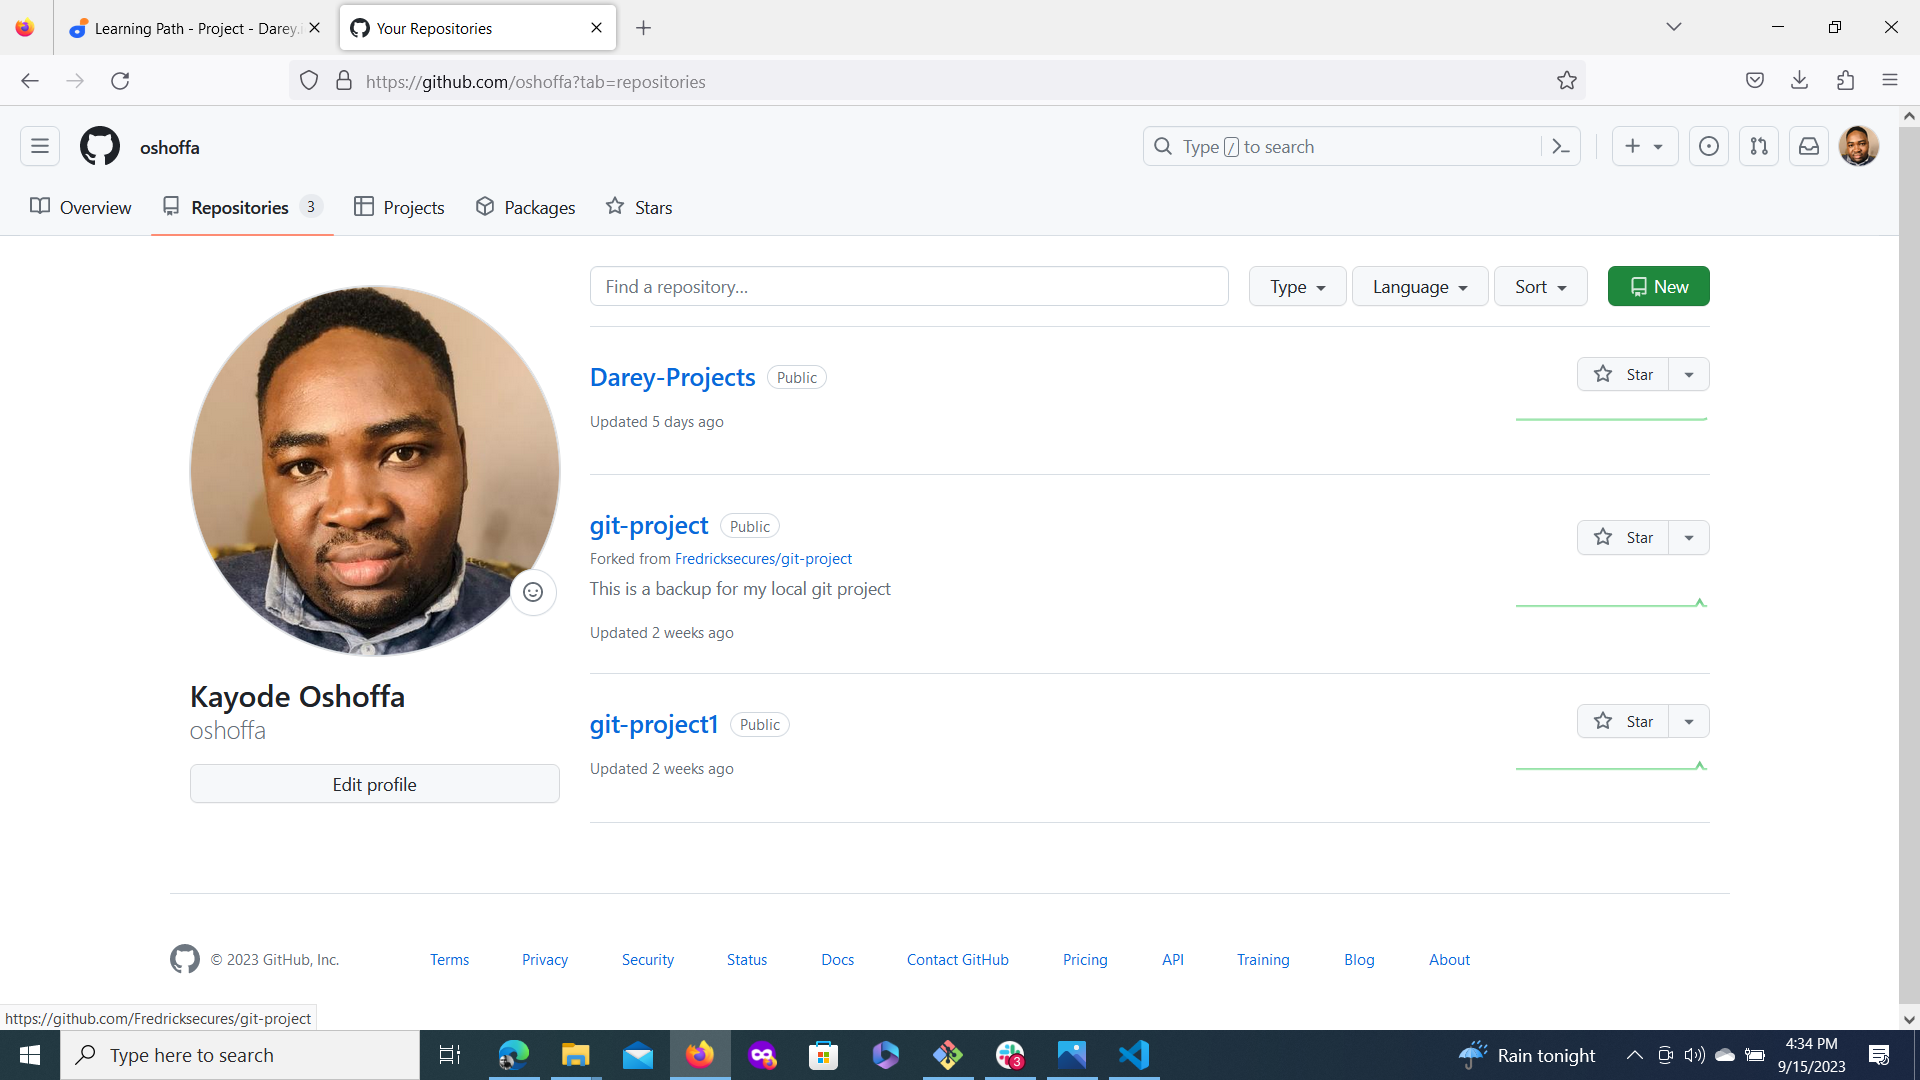 Learning Path - Project - Darey.i
Your Repositories
https://github.com/oshoffa?tab=repositories
oshoffa
Type / to search
Overview
Repositories 3
Projects
Packages
Stars
Find a repository...
Type
Language
Sort
New
Darey-Projects Public
Star
Updated 5 days ago
git-project Public
Star
Forked from Fredricksecures/git-project
This is a backup for my local git project
Updated 2 weeks ago
Kayode Oshoffa
oshoffa
Edit profile
git-project1 Public
Star
Updated 2 weeks ago
© 2023 GitHub, Inc.
Terms
Privacy
Security
Status
Docs
Contact GitHub
Pricing
API
Training
Blog
About
https://github.com/Fredricksecures/git-project
Type here to search
3
Rain tonight
4:34 PM
9/15/2023